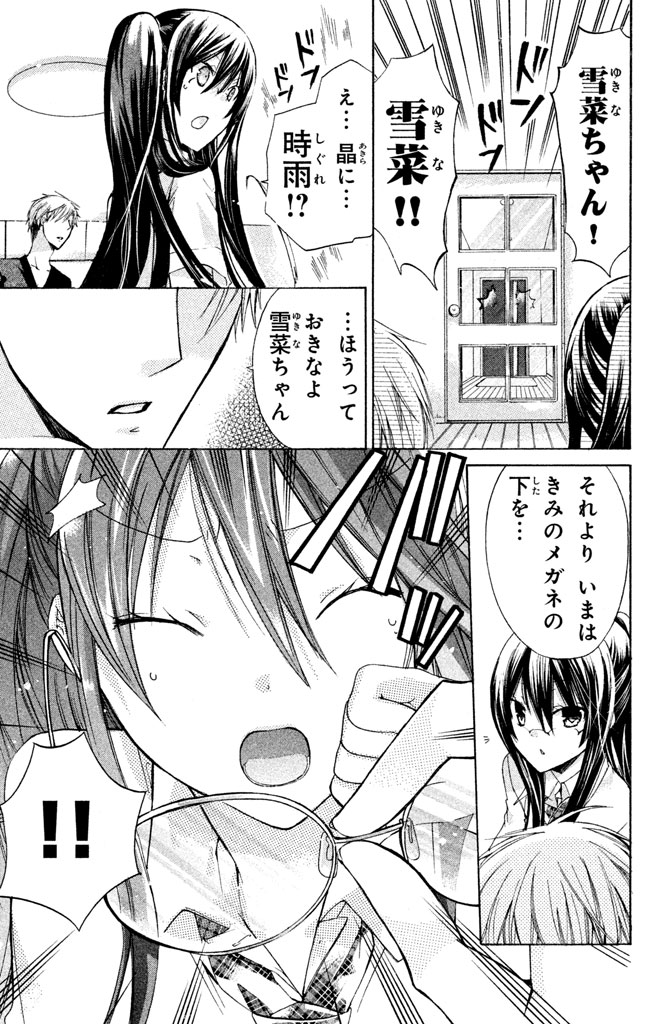 雪菜ちゃん！
雪菜!!
ドン
ドン
え… 晶に…
時雨!?
ドン
ドン
…ほうって
おきなよ
雪菜ちゃん
それより いまは
きみのメガネの
下を…
!!